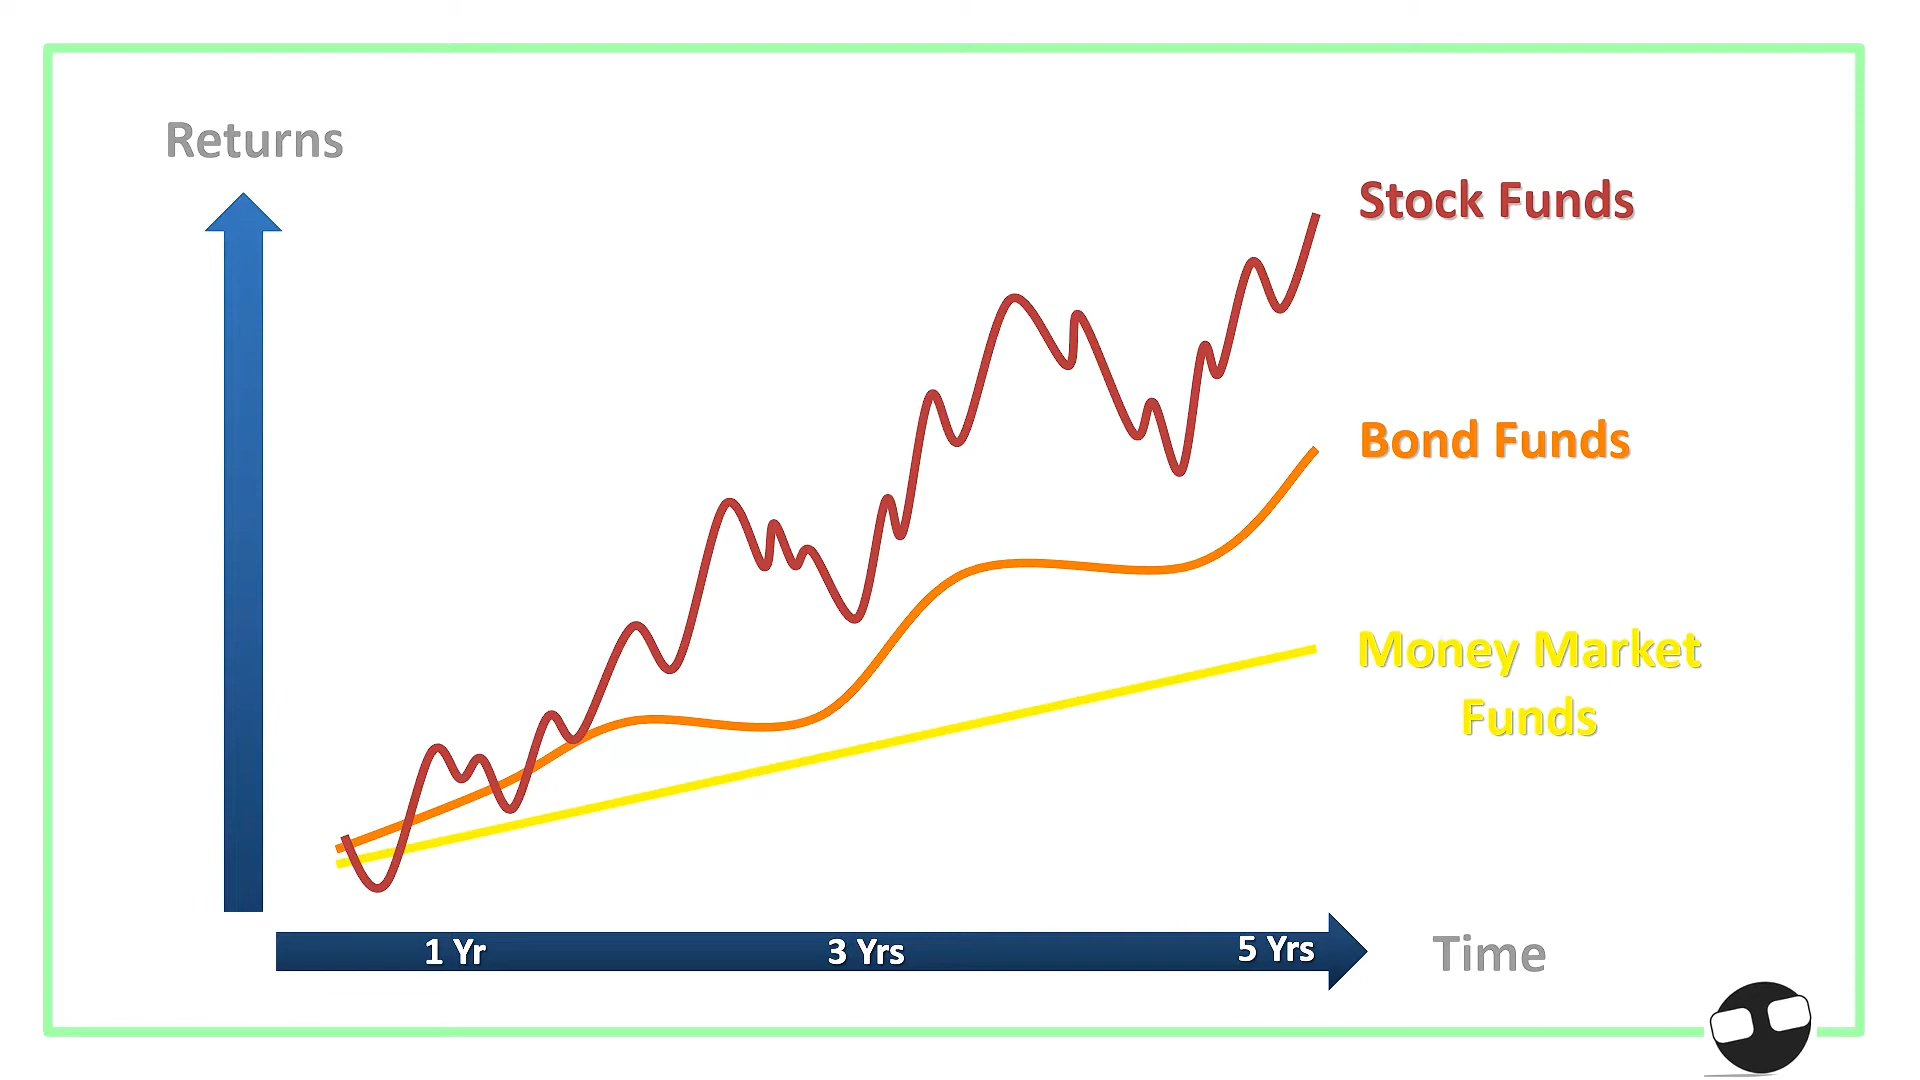 Returns
Stock Funds
Bond Funds
Money Market
Funds
1 Yr
3 Yrs
5 Yrs
Time